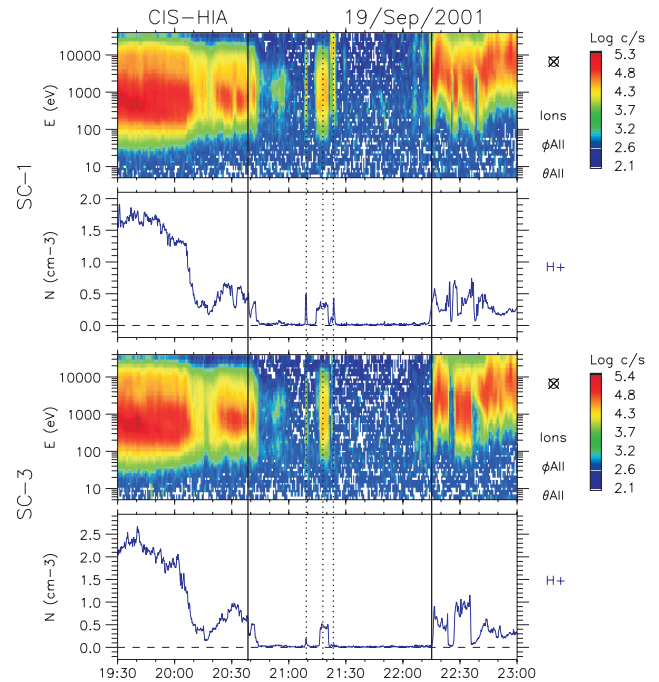 CIS-HIA 19/Sep/2001
SC-1
E (eV)
10000
1000
100
10
Ions
φAll
θAll
Log c/s
5.3
4.8
4.3
3.7
3.2
2.6
2.1
N (cm-3)
2.0
1.5
1.0
0.5
0.0
H+
SC-3
E (eV)
10000
1000
100
10
Ions
φAll
θAll
Log c/s
5.4
4.8
4.3
3.7
3.2
2.6
2.1
N (cm-3)
2.5
2.0
1.5
1.0
0.5
0.0
H+
19:30 20:00 20:30 21:00 21:30 22:00 22:30 23:00